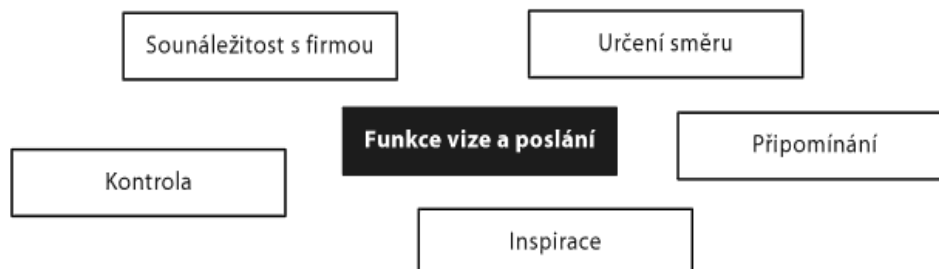 Sounáležitost s firmou
Určení směru
Funkce vize a poslání
Připomínání
Kontrola
Inspirace